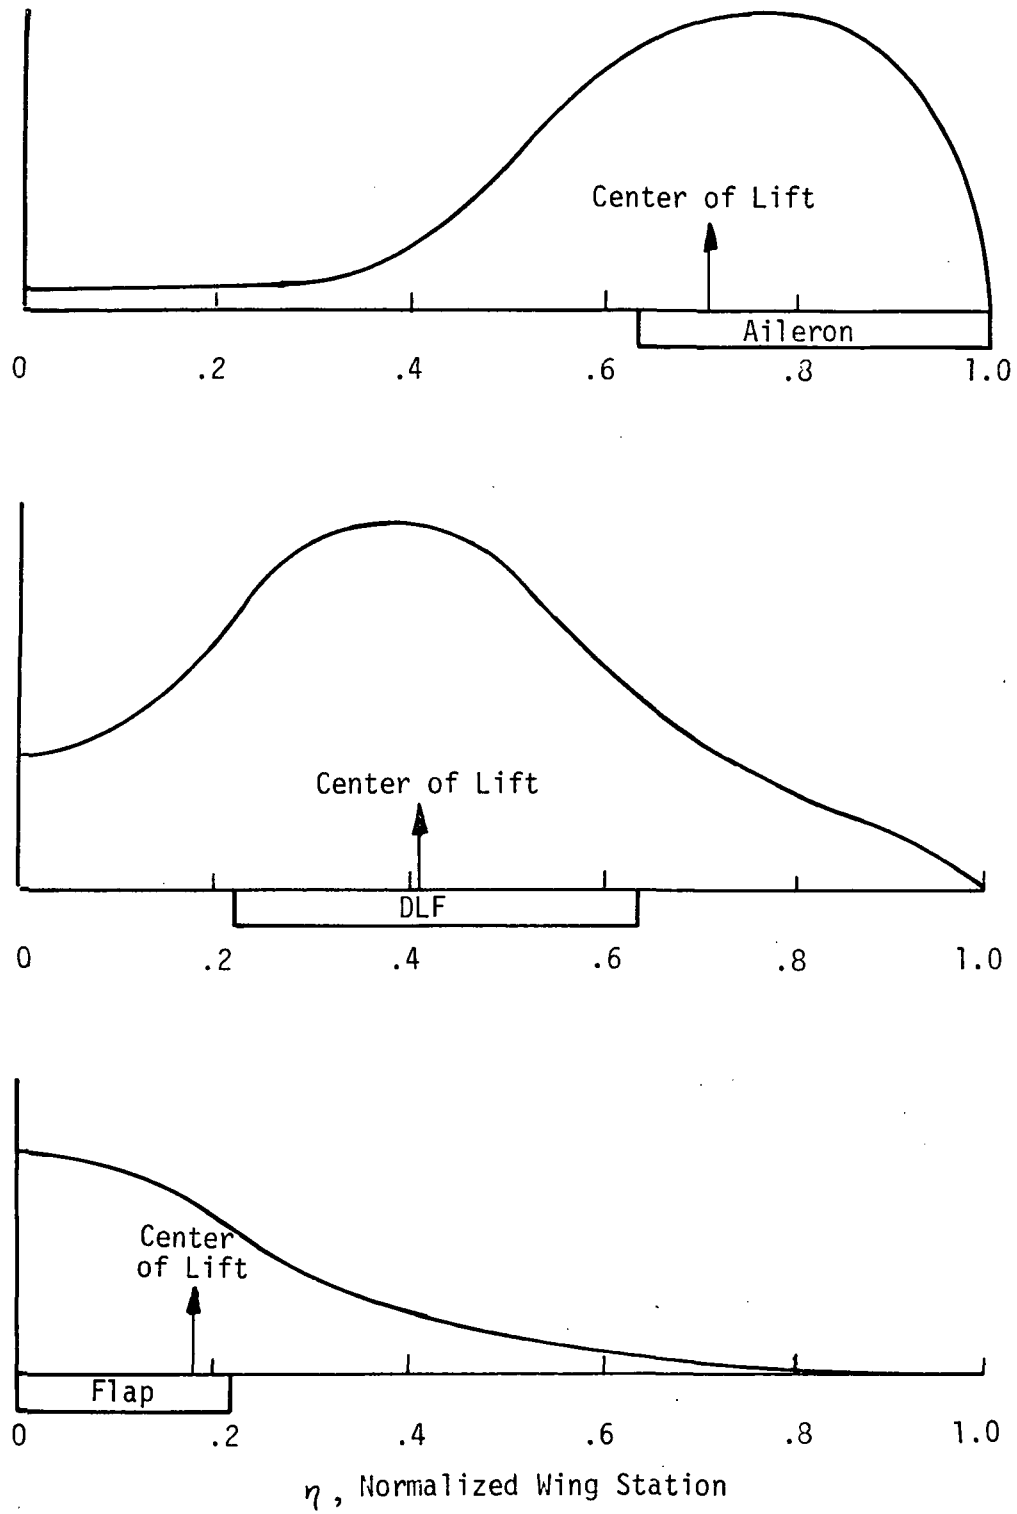 Center of Lift
Aileron
0 .2 .4 .6 .8 1.0
Center of Lift
DLF
0 .2 .4 .6 .8 1.0
Center
of Lift
Flap
0 .2 .4 .6 .8 1.0
η, Normalized Wing Station